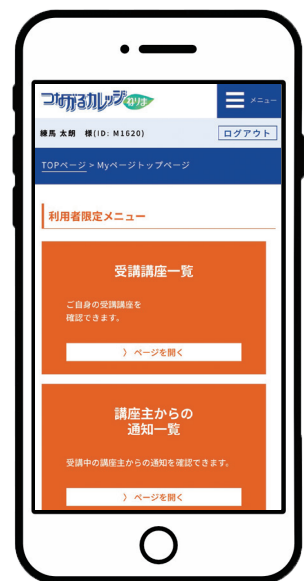 つながるカレッジねりま
メニュー
練馬 太朗 様(ID: M1620)
ログアウト
TOPページ > Myページトップページ
利用者限定メニュー
受講講座一覧
ご自身の受講講座を
確認できます。
〉 ページを開く
講座主からの
通知一覧
受講中の講座主からの通知を確認できます。
〉 ページを開く